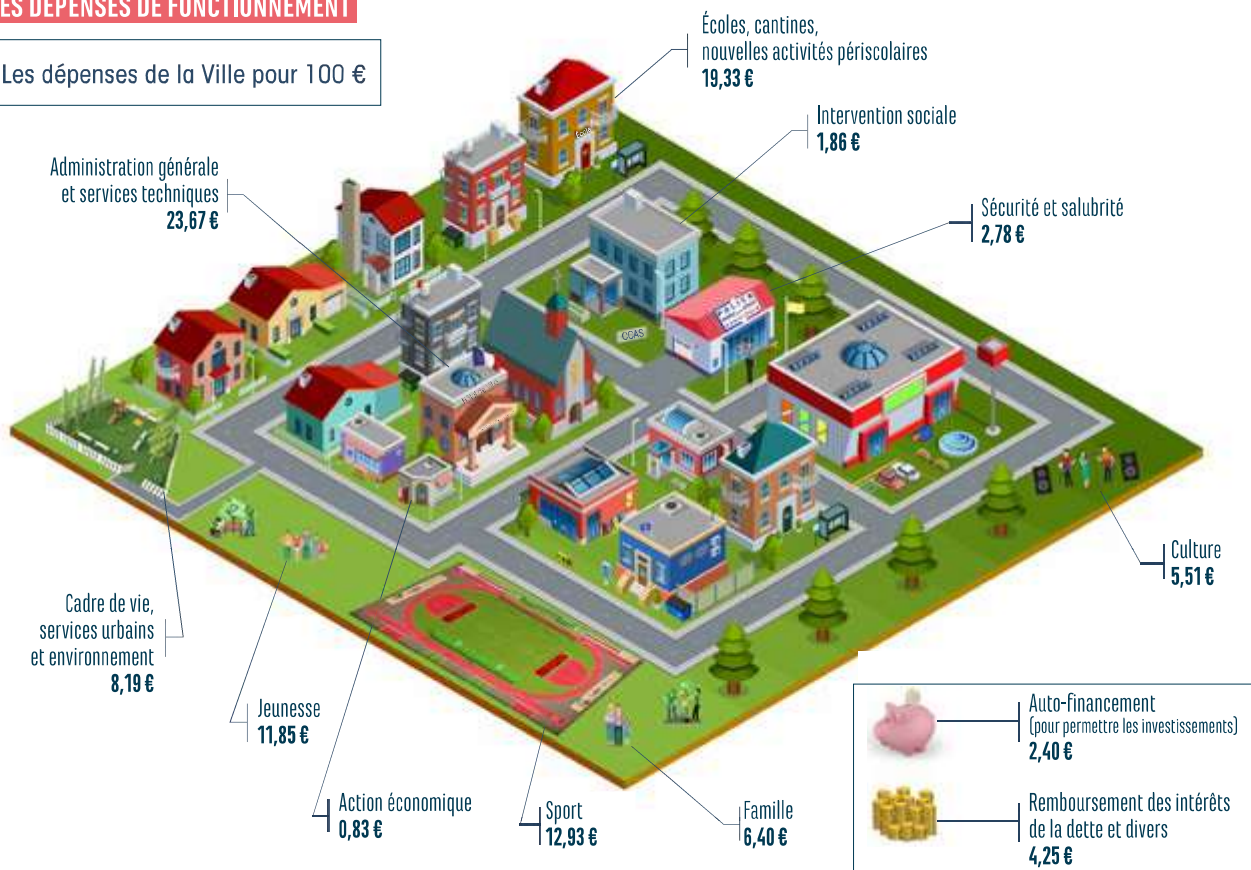 ES DÉPENSES DE FONCTIONNEMENT
Les dépenses de la Ville pour 100 €
Écoles, cantines,
nouvelles activités périscolaires
19,33 €
Intervention sociale
1,86 €
Administration générale
et services techniques
23,67 €
Sécurité et salubrité
2,78 €
École
CCAS
Culture
5,51 €
Cadre de vie,
services urbains
et environnement
8,19 €
Jeunesse
11,85 €
Action économique
0,83 €
Sport
12,93 €
Famille
6,40 €
Auto-financement
(pour permettre les investissements)
2,40 €
Remboursement des intérêts
de la dette et divers
4,25 €